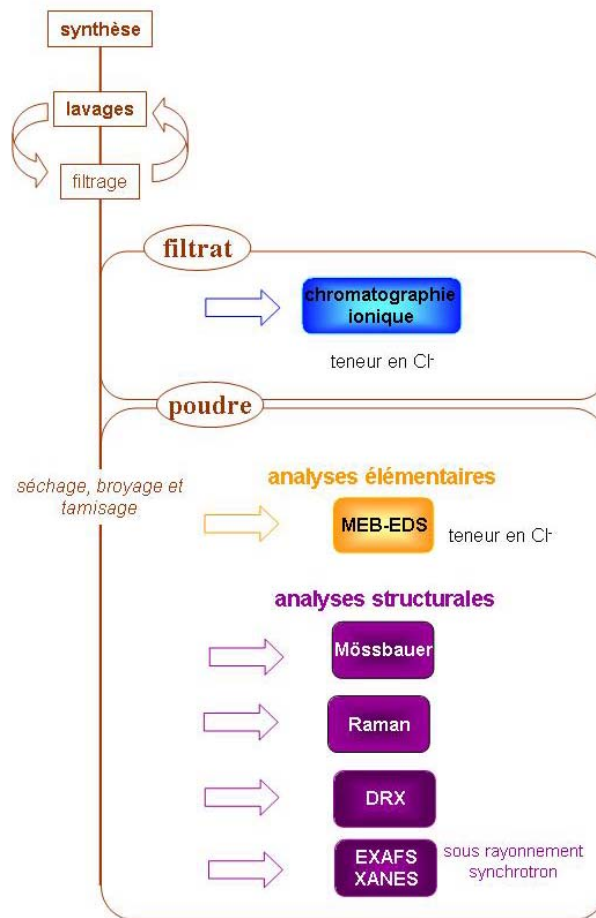 synthèse
lavages
filtrage
filtrat
chromatographie
ionique
teneur en Cl-
poudre
séchage, broyage et
tamisage
analyses élémentaires
MEB-EDS
teneur en Cl-
analyses structurales
Mössbauer
Raman
DRX
EXAFS
XANES
sous rayonnement
synchrotron